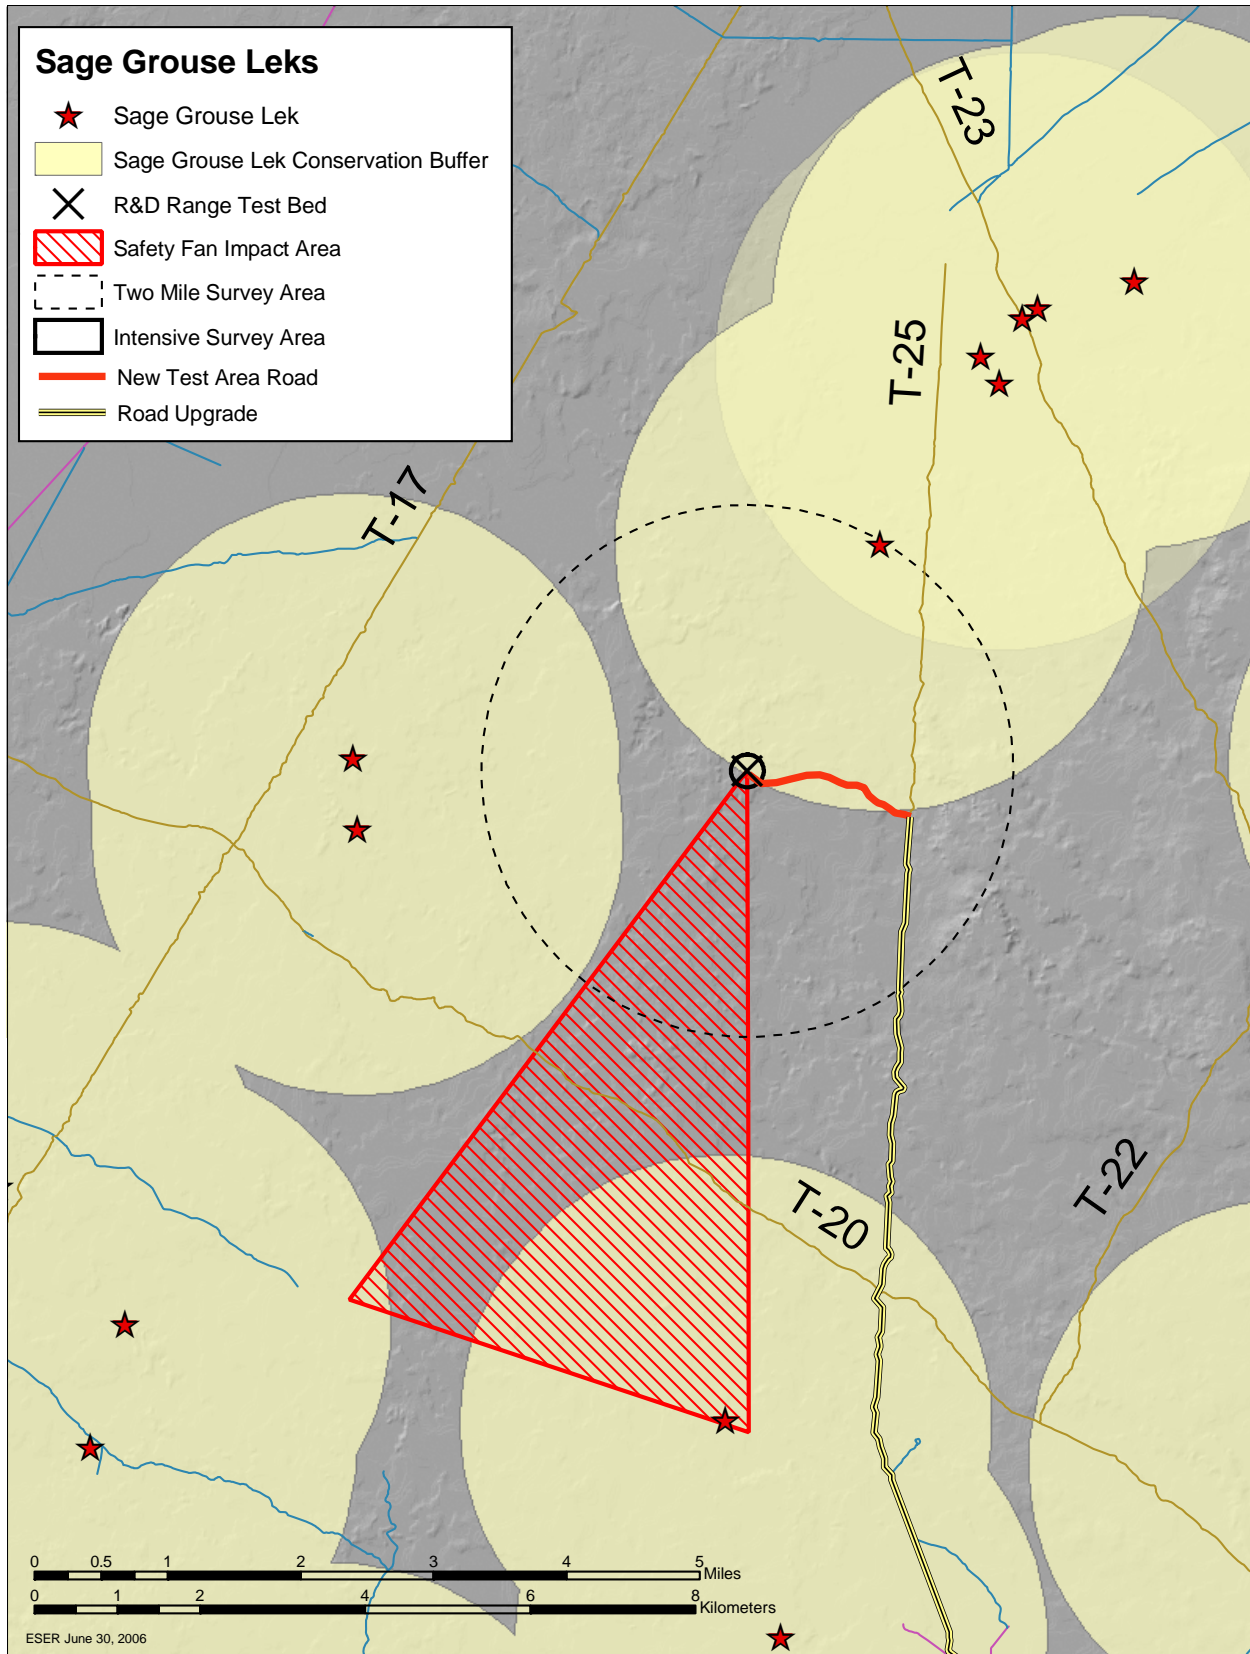 Sage Grouse Leks
Sage Grouse Lek
Sage Grouse Lek Conservation Buffer
R&D Range Test Bed
Safety Fan Impact Area
Two Mile Survey Area
Intensive Survey Area
New Test Area Road
Road Upgrade
T-23
T-25
T-17
T-22
T-20
0 0.5 1 2 3 4 5 Miles
0 1 2 4 6 8 Kilometers
ESER June 30, 2006